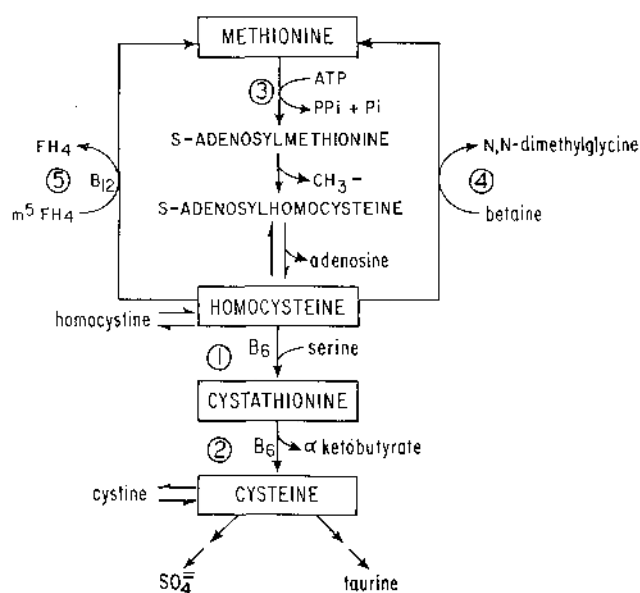 METHIONINE
③
ATP
PPi + Pi
S-ADENOSYLMETHIONINE
FH4
N,N-dimethylglycine
⑤ B12
CH3-
④
m5 FH4
S-ADENOSYLHOMOCYSTEINE
betaine
adenosine
HOMOCYSTEINE
homocystine
① B6 serine
CYSTATHIONINE
② B6 α ketobutyrate
cystine
CYSTEINE
SO4=
taurine